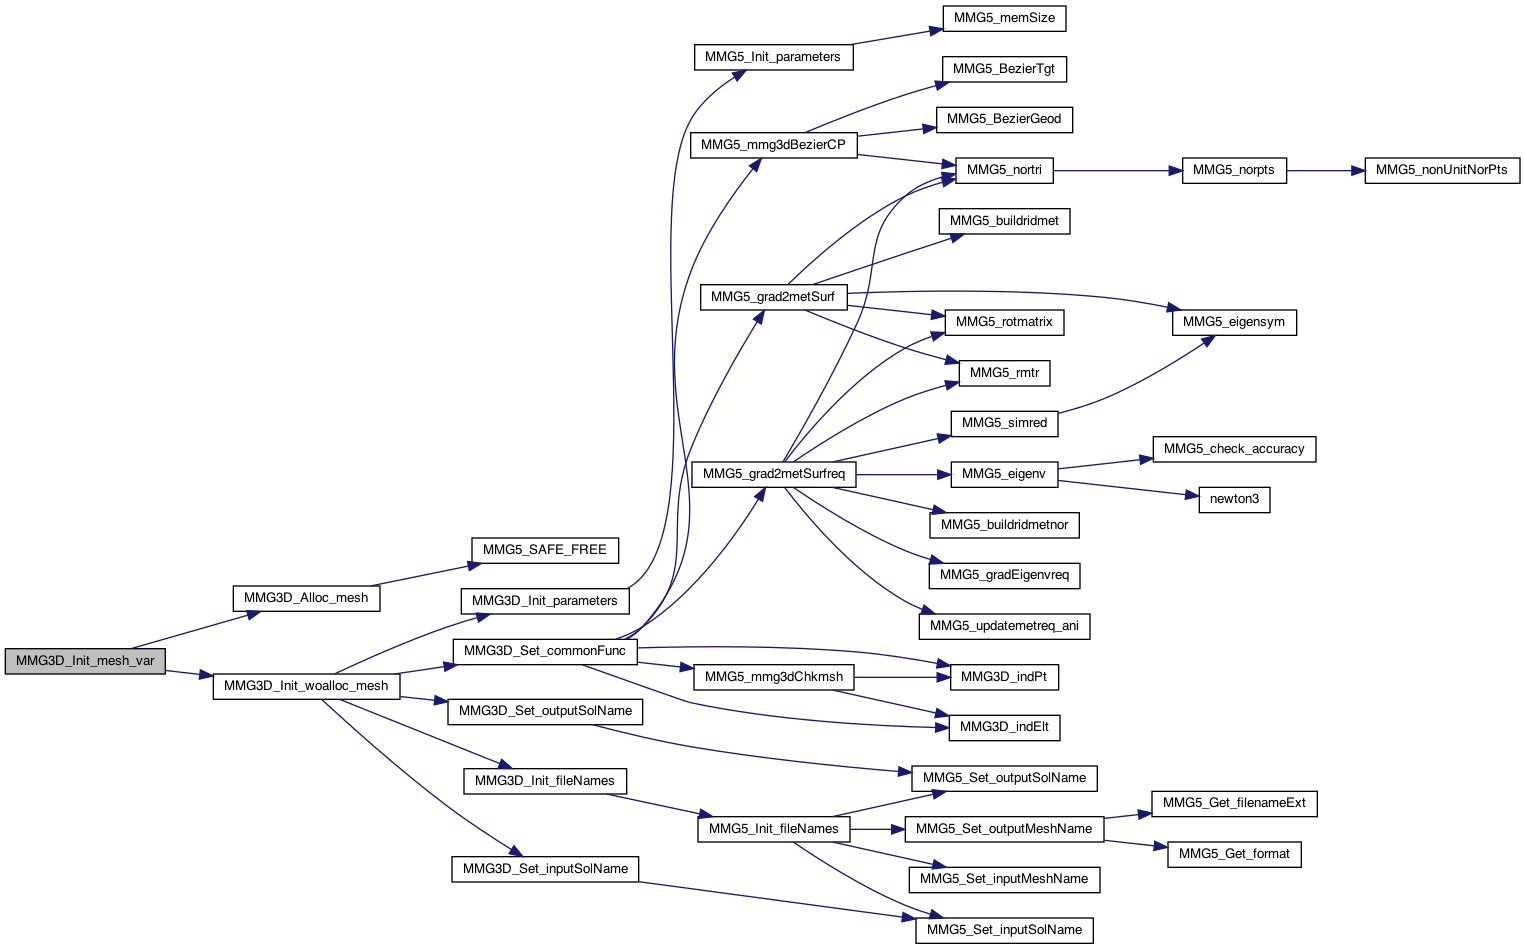 MMG5_memSize
MMG5_Init_parameters
MMG5_BezierTgt
MMG5_BezierGeod
MMG5_mmg3dBezierCP
MMG5_nortri
MMG5_norpts
MMG5_nonUnitNorPts
MMG5_buildridmet
MMG5_grad2metSurf
MMG5_rotmatrix
MMG5_eigensym
MMG5_rmtr
MMG5_simred
MMG5_check_accuracy
MMG5_grad2metSurfreq
MMG5_eigenv
newton3
MMG5_buildridmetnor
MMG5_SAFE_FREE
MMG5_gradEigenvreq
MMG3D_Alloc_mesh
MMG3D_Init_parameters
MMG5_updatemetreq_ani
MMG3D_Set_commonFunc
MMG3D_Init_mesh_var
MMG5_mmg3dChkmsh
MMG3D_indPt
MMG3D_Init_woalloc_mesh
MMG3D_Set_outputSolName
MMG3D_indElt
MMG3D_Init_fileNames
MMG5_Set_outputSolName
MMG5_Get_filenameExt
MMG5_Init_fileNames
MMG5_Set_outputMeshName
MMG5_Get_format
MMG3D_Set_inputSolName
MMG5_Set_inputMeshName
MMG5_Set_inputSolName